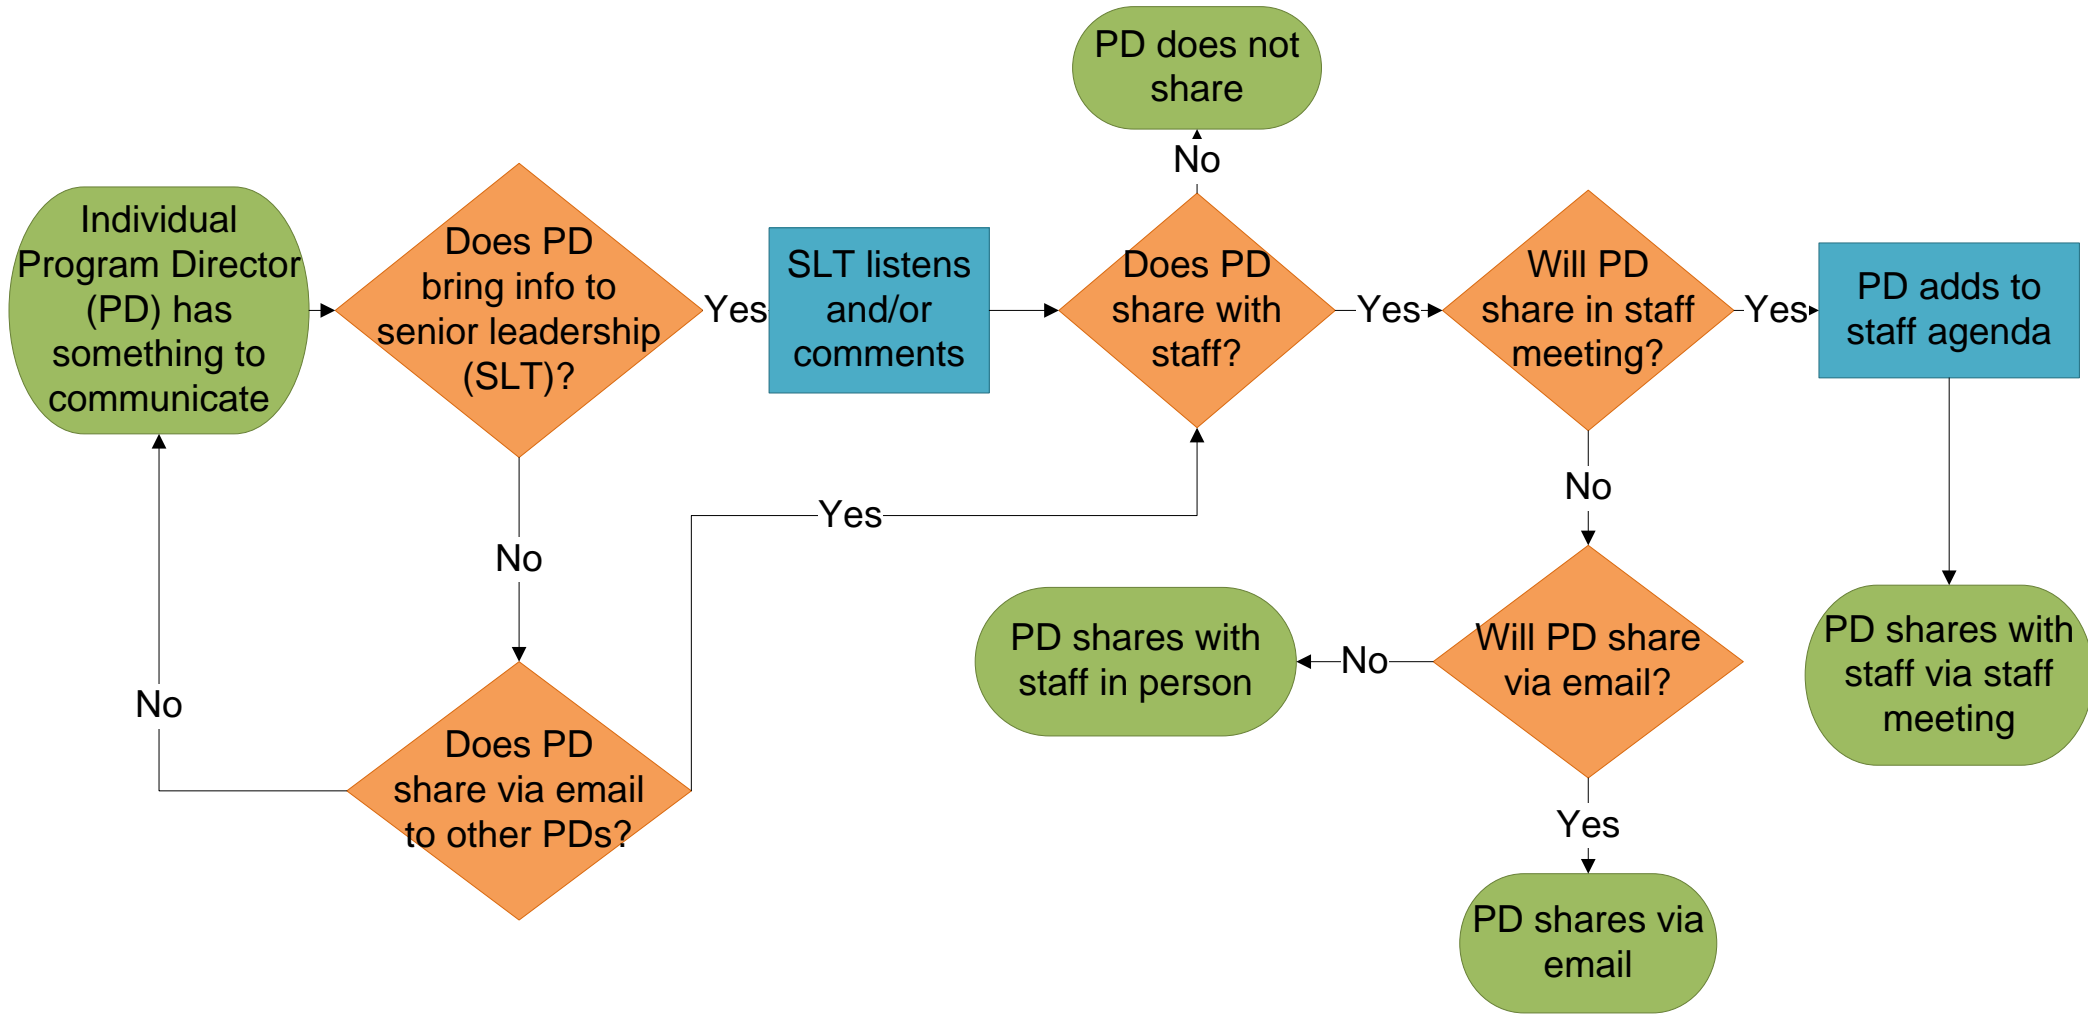 PD does not
share
No
Individual
Program Director
(PD) has
something to
communicate
Does PD
bring info to
senior leadership
(SLT)?
Yes
SLT listens
and/or
comments
Does PD
share with
staff?
Yes
Will PD
share in staff
meeting?
Yes
PD adds to
staff agenda
No
No
Yes
No
Does PD
share via email
to other PDs?
PD shares with
staff in person
No
Will PD share
via email?
PD shares with
staff via staff
meeting
Yes
PD shares via
email